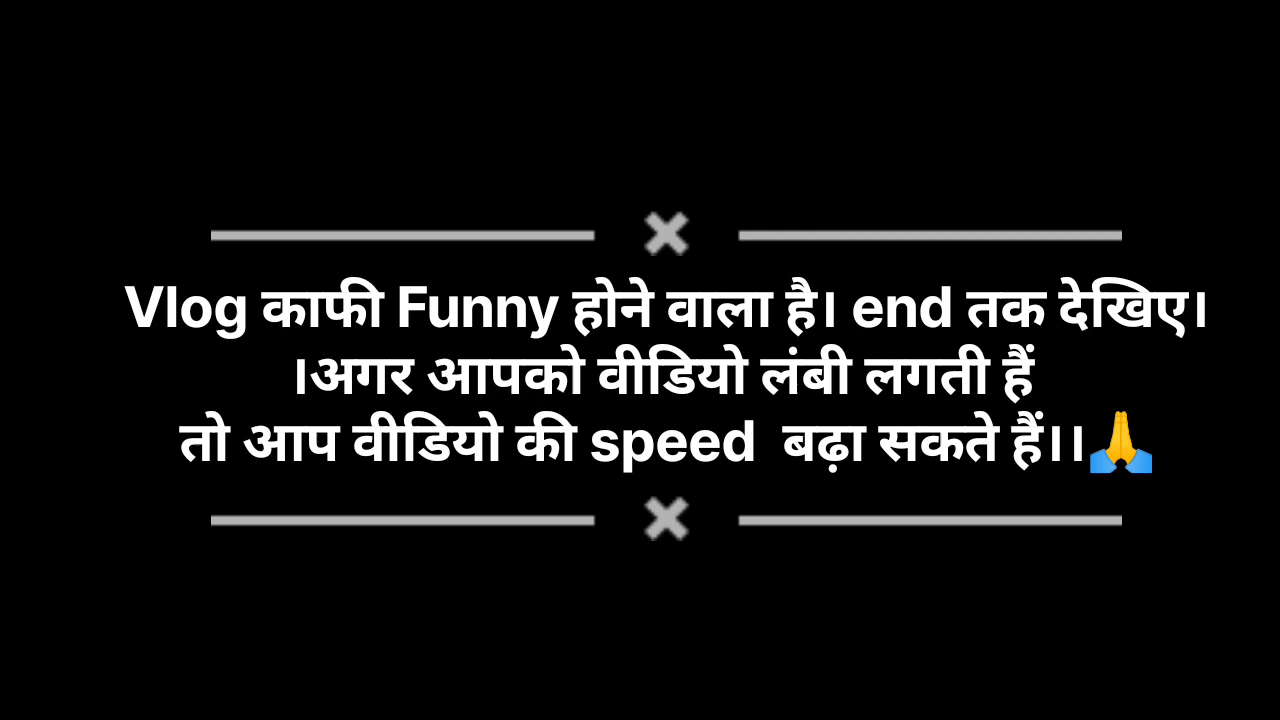 Vlog काफी Funny होने वाला है। end तक देखिए।
।अगर आपको वीडियो लंबी लगती हैं
तो आप वीडियो की speed  बढ़ा सकते हैं।।🙏